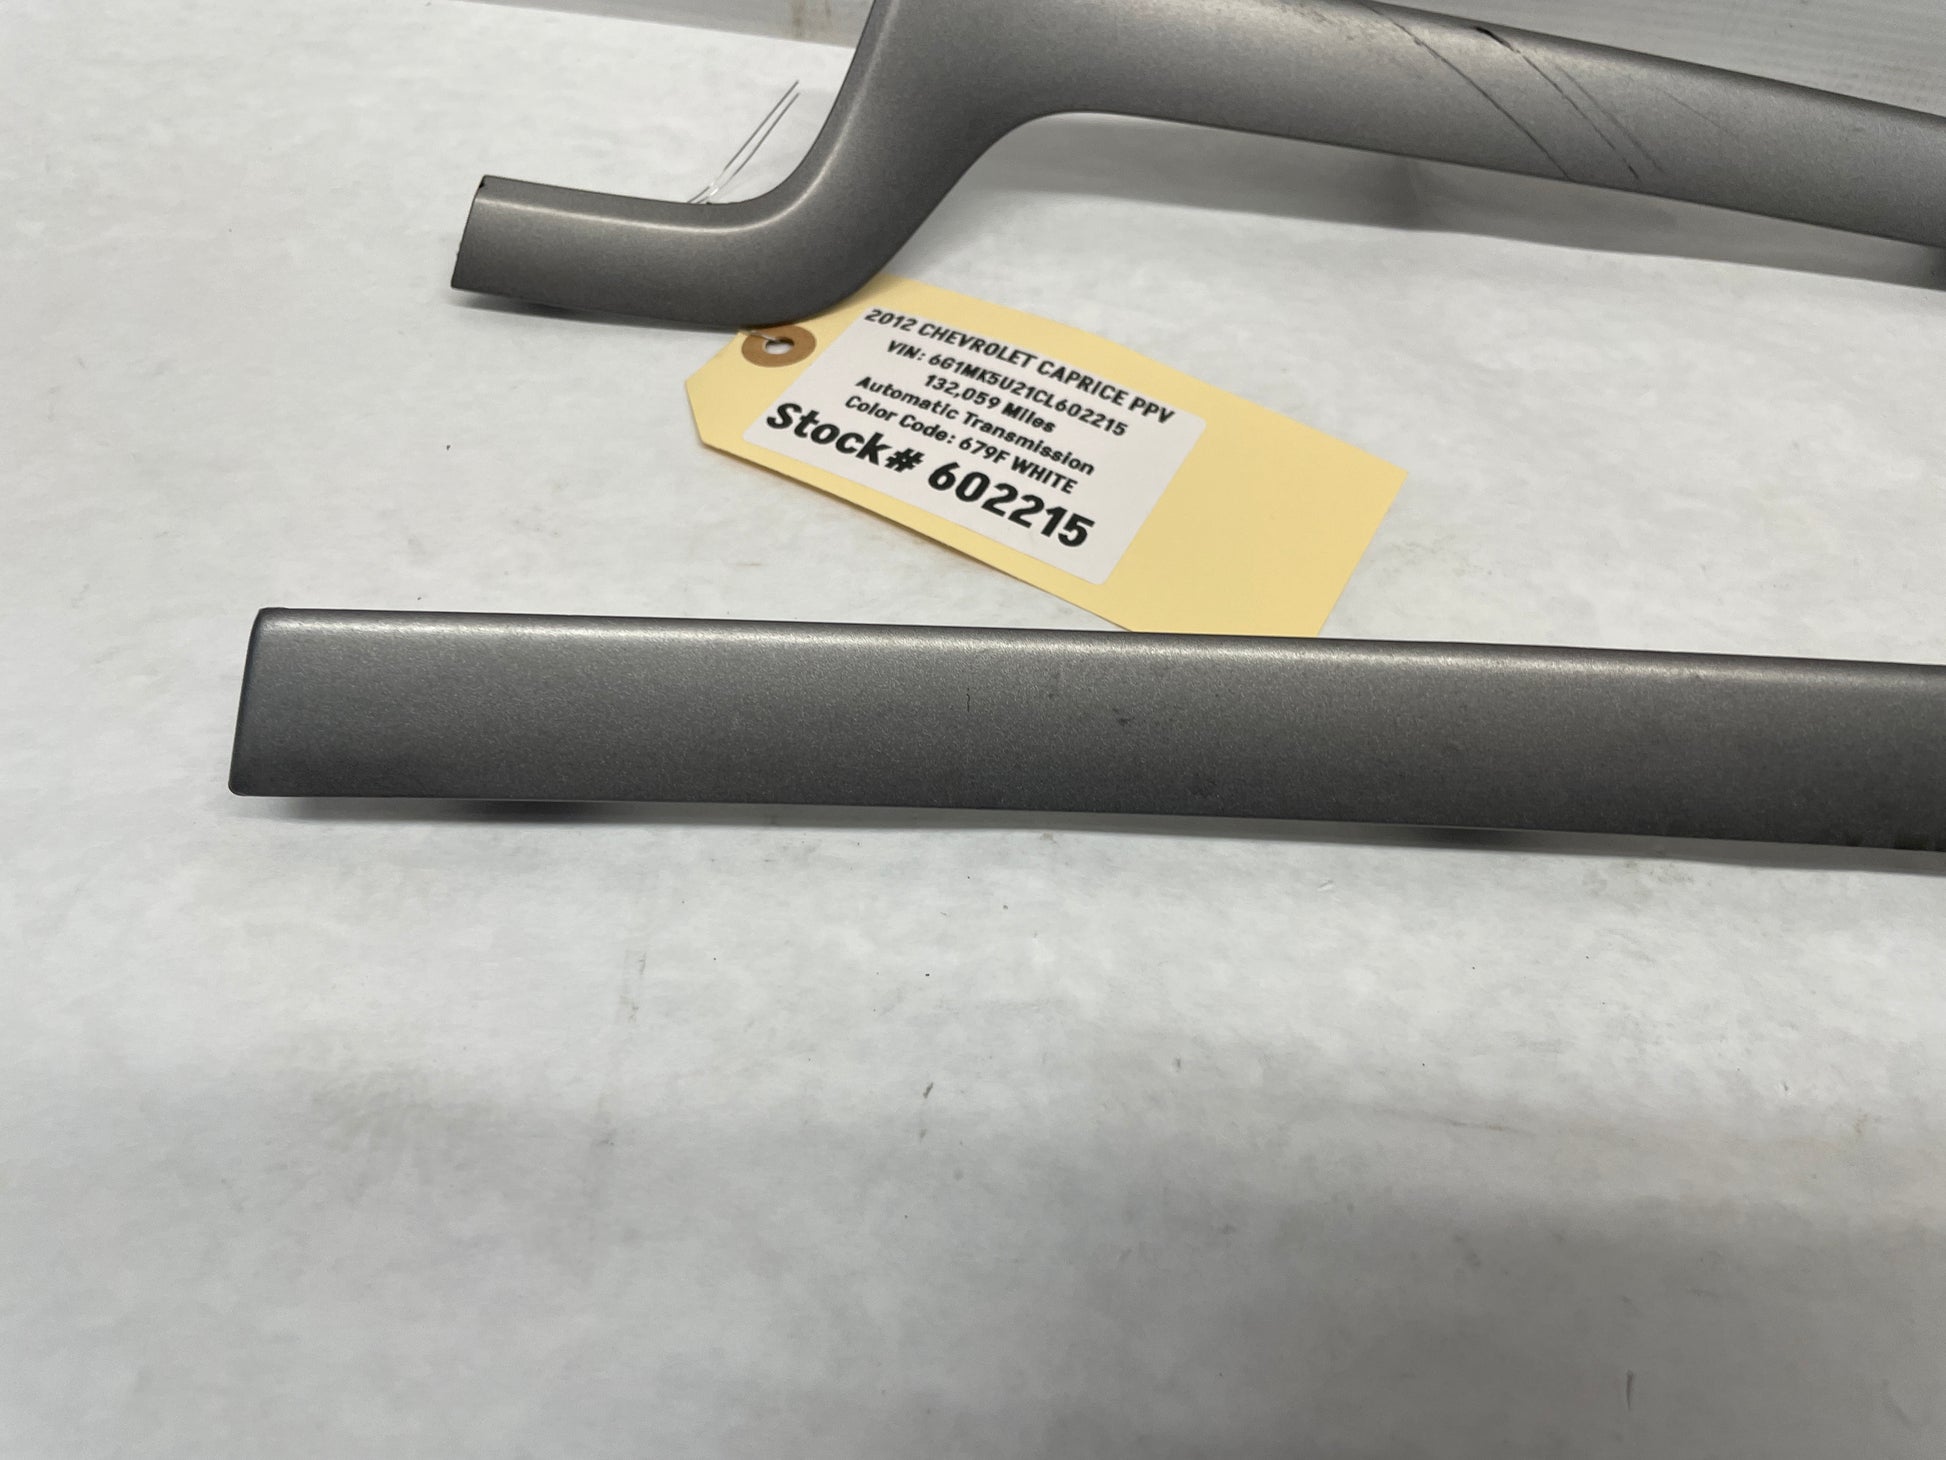 2012 CHEVROLET CAPRICE PPV
VIN: 6G1MK5U21CL602215
132,059 Miles
Automatic Transmission
Color Code: 679F WHITE
Stock# 602215